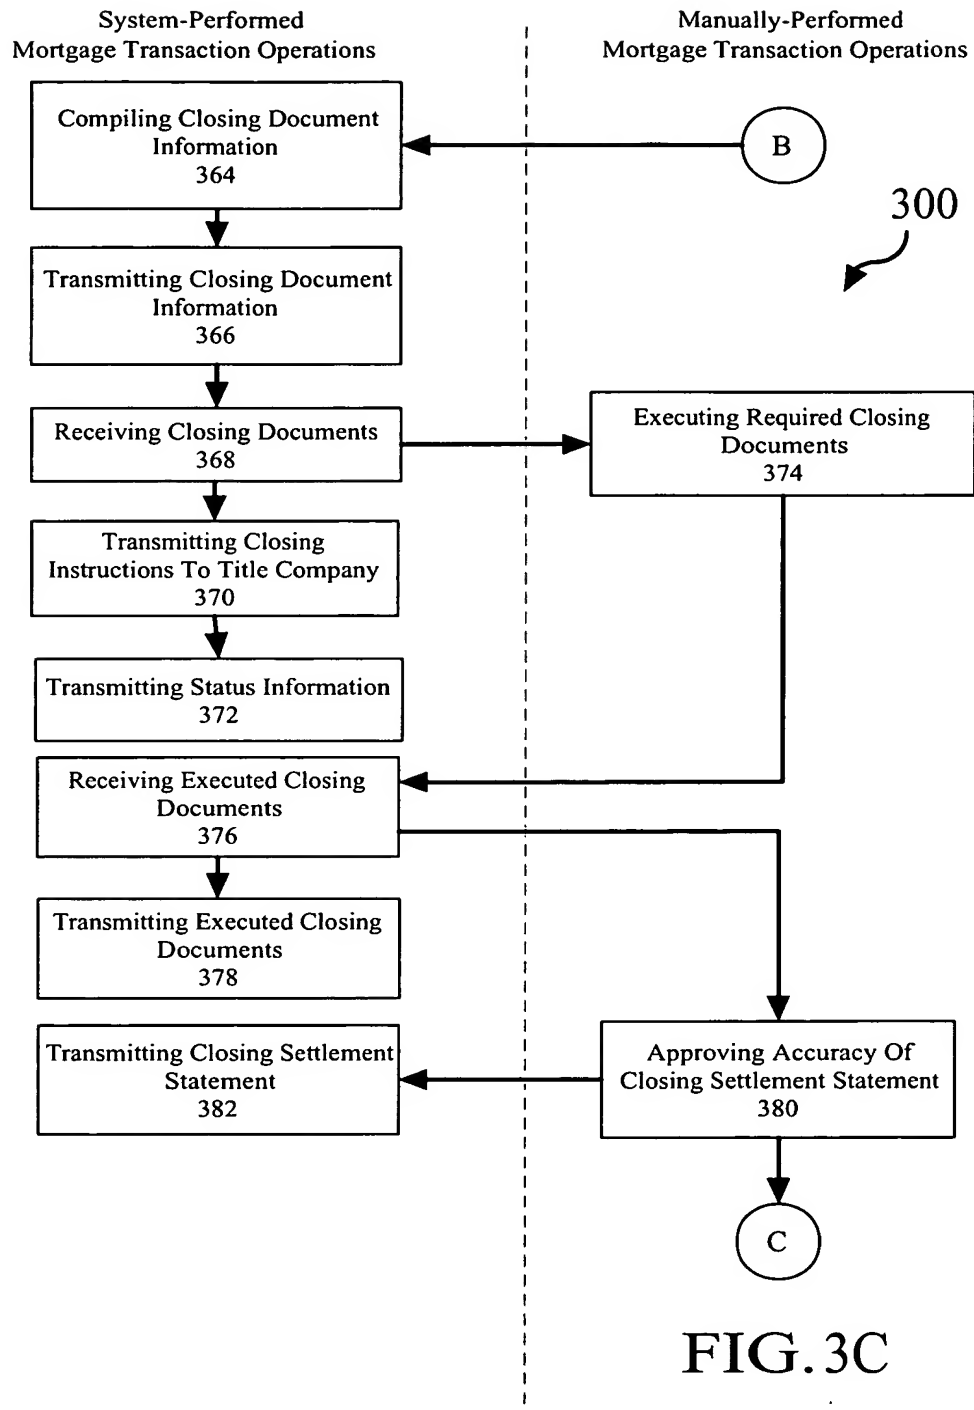 System-Performed
Mortgage Transaction Operations
Manually-Performed
Mortgage Transaction Operations
Compiling Closing Document
Information
364
B
300
Transmitting Closing Document
Information
366
Receiving Closing Documents
368
Executing Required Closing
Documents
374
Transmitting Closing
Instructions To Title Company
370
Transmitting Status Information
372
Receiving Executed Closing
Documents
376
Transmitting Executed Closing
Documents
378
Transmitting Closing Settlement
Statement
382
Approving Accuracy Of
Closing Settlement Statement
380
C
FIG. 3C